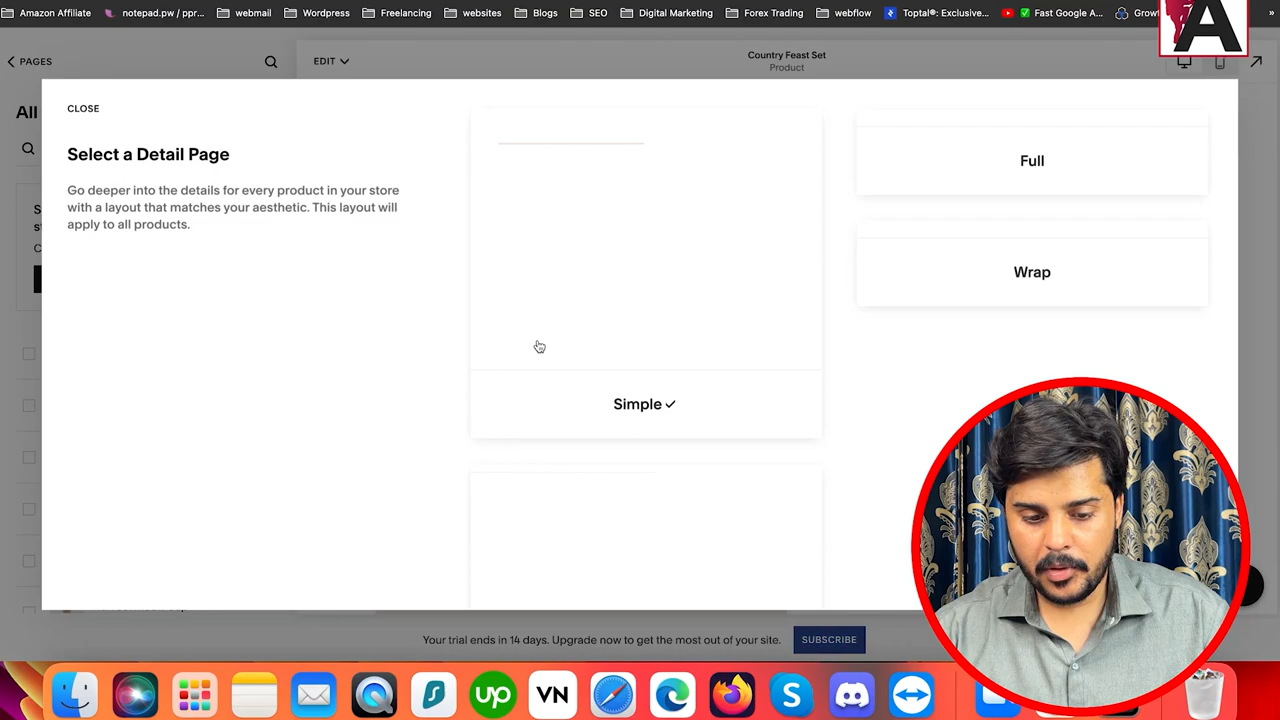 Amazon Affiliate
notepad.pw / ppr...
webmail
Wordpress
Freelancing
websites
Blogs
SEO
Digital Marketing
Forex Trading
webflow
Toptal®: Exclusive...
Fast Google A...
Growt
»
A
PAGES
EDIT
Country Feast Set
Product
All
CLOSE
Select a Detail Page
Go deeper into the details for every product in your store
with a layout that matches your aesthetic. This layout will
apply to all products.
Simple ✓
Full
Wrap
Your trial ends in 14 days. Upgrade now to get the most out of your site.
SUBSCRIBE
up
VN
S